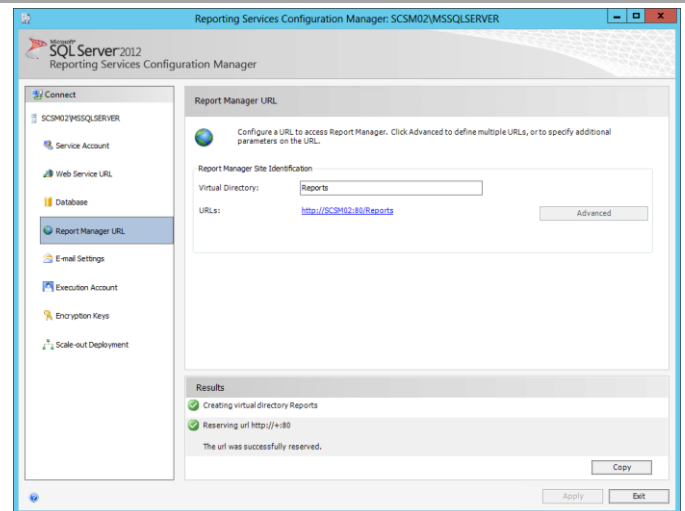 Reporting Services Configuration Manager: SCSM02\MSSQLSERVER
Microsoft
SQL Server 2012
Reporting Services Configuration Manager
Connect
SCSM02\MSSQLSERVER
Service Account
Web Service URL
Database
Report Manager URL
E-mail Settings
Execution Account
Encryption Keys
Scale-out Deployment
Report Manager URL
Configure a URL to access Report Manager. Click Advanced to define multiple URLs, or to specify additional
parameters on the URL.
Report Manager Site Identification
Virtual Directory: Reports
URLs: http://SCSM02:80/Reports
Advanced
Results
Creating virtual directory Reports
Reserving url http://+:80
The url was successfully reserved.
Copy
Apply Exit